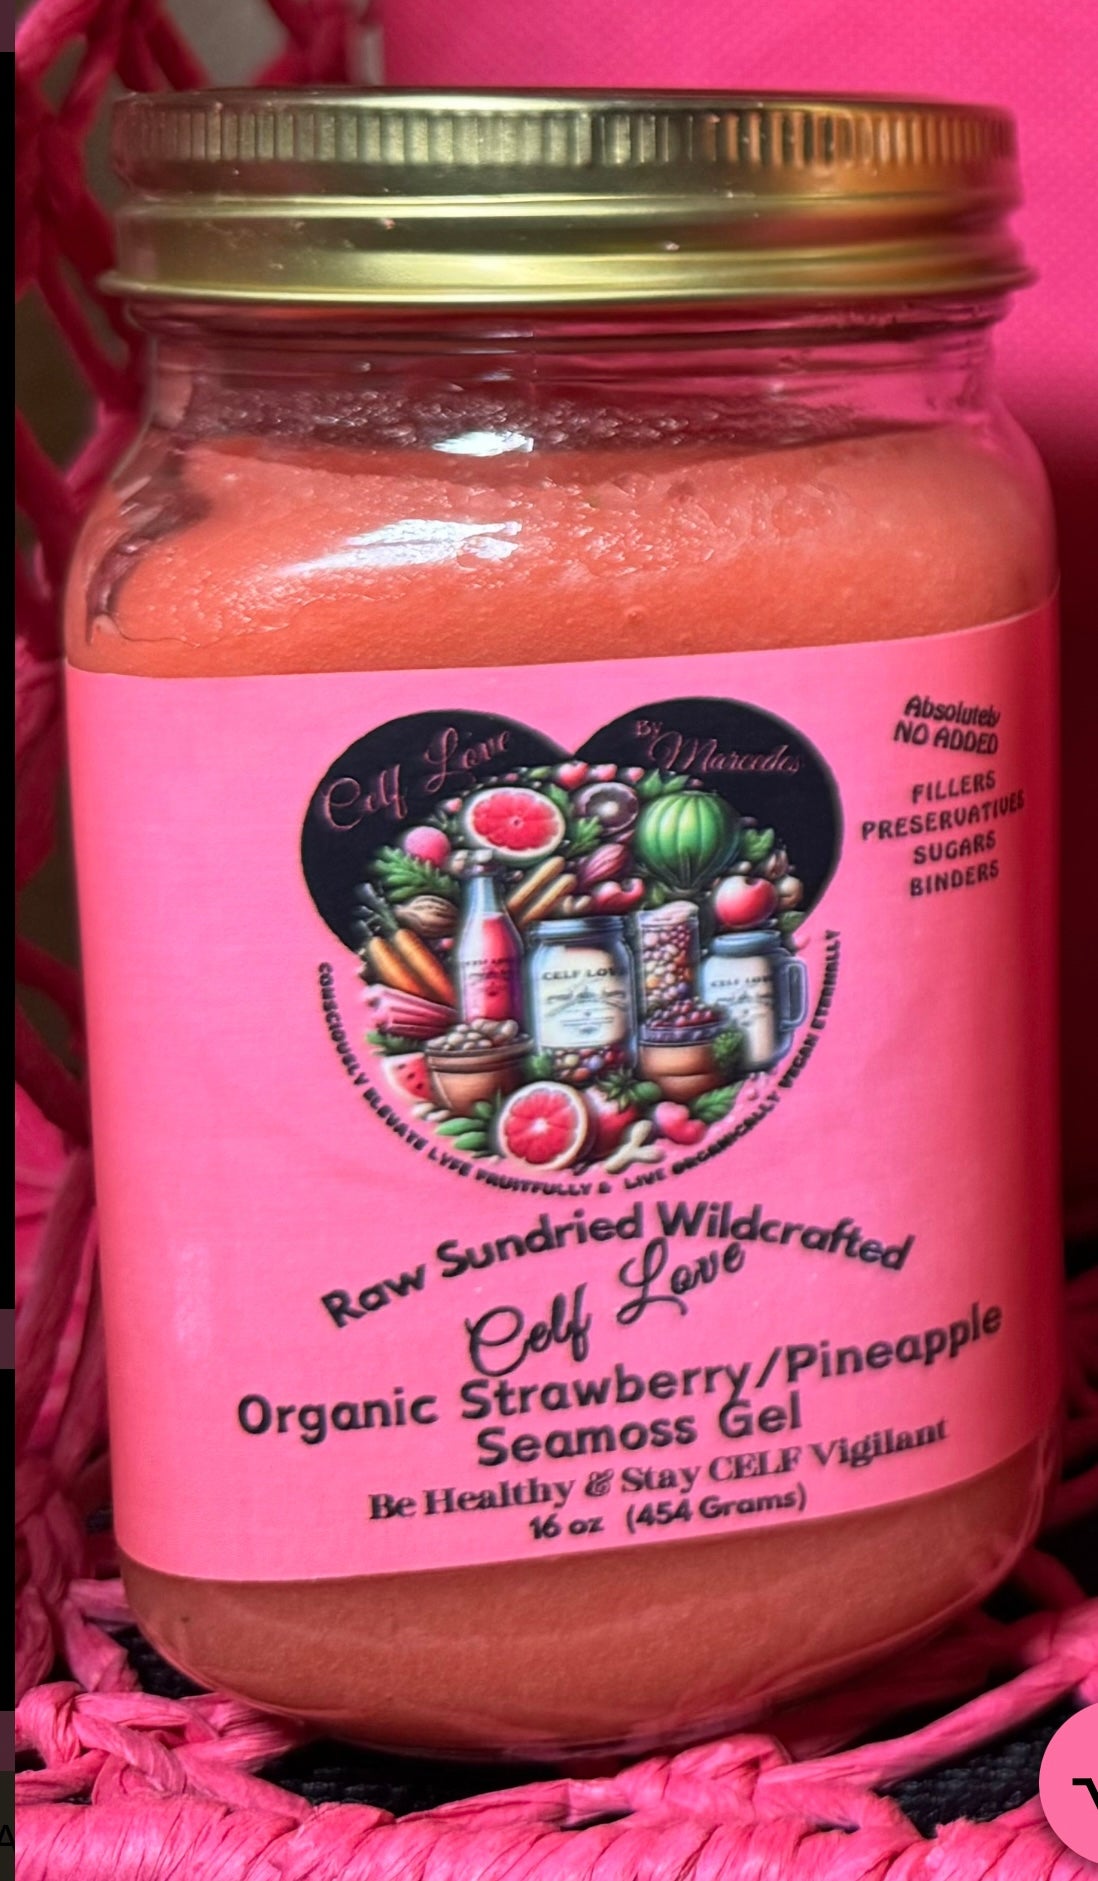 Celf Love
By
Marcedes
Absolutely
NO ADDED
FILLERS
PRESERVATIVES
SUGARS
BINDERS
CELF LOVE
CONSCIOUSLY ELEVATE LYFE FRUITFULLY & LIVE ORGANICALLY VEGAN ETERNALLY
Raw Sundried Wildcrafted
Celf Love
Organic Strawberry/Pineapple
Seamoss Gel
Be Healthy & Stay CELF Vigilant
16 oz (454 Grams)